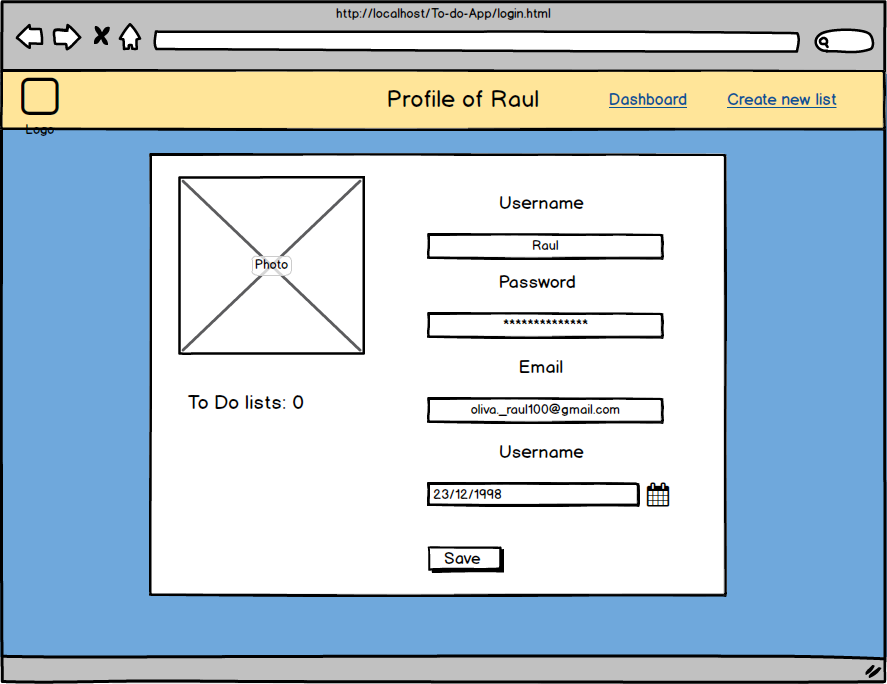 http://localhost/To-do-App/login.html
Profile of Raul
Dashboard
Create new list
Logo
Photo
To Do lists: 0
Username
Raul
Password
**************
Email
oliva._raul100@gmail.com
Username
23/12/1998
Save